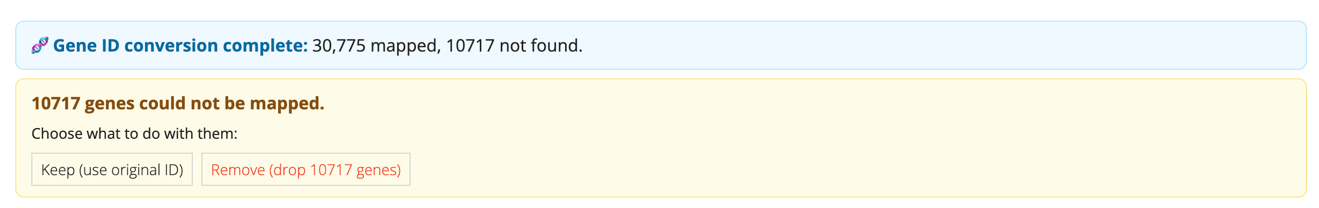 🧬 Gene ID conversion complete: 30,775 mapped, 10717 not found.
10717 genes could not be mapped.
Choose what to do with them:
Keep (use original ID) Remove (drop 10717 genes)